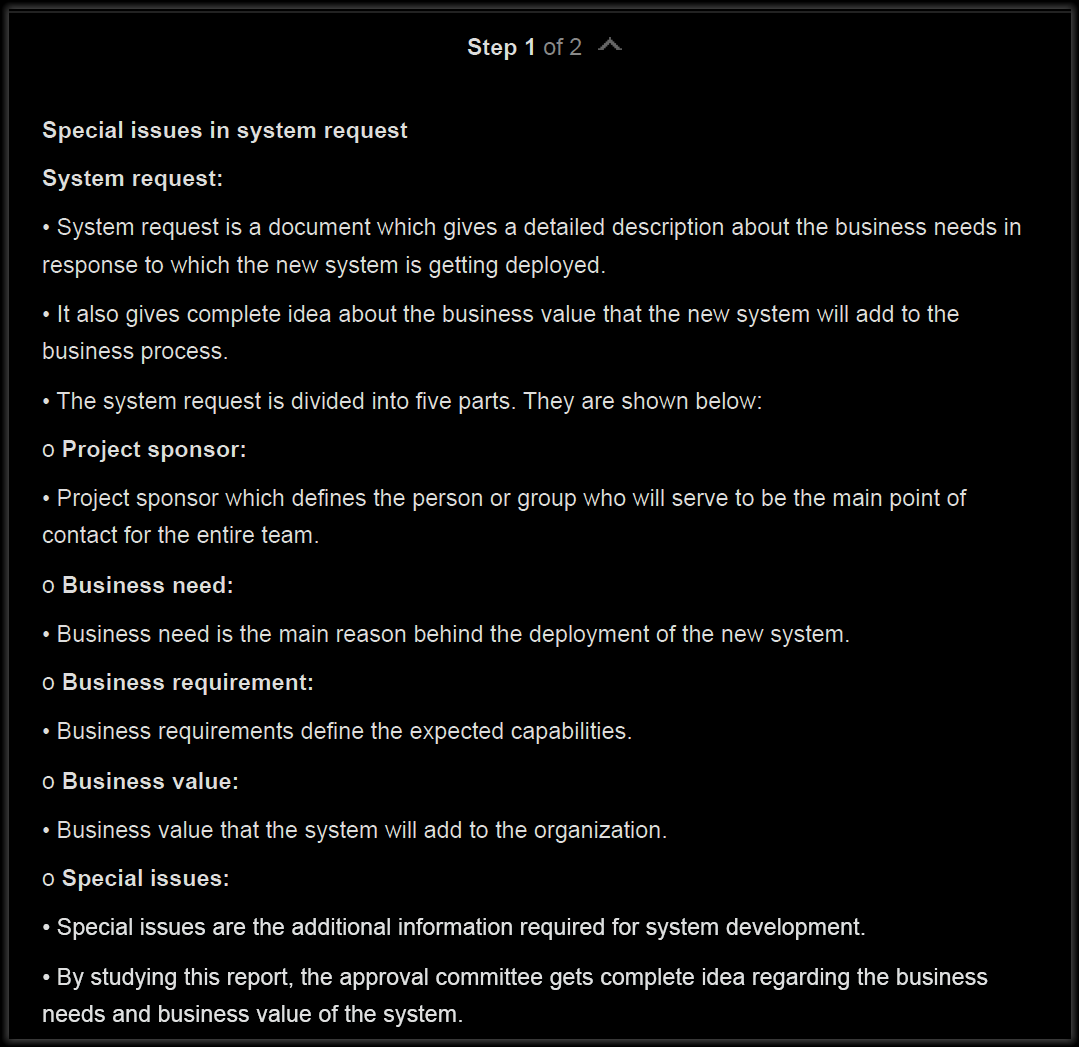 Step 1 of 2
Special issues in system request
System request:
• System request is a document which gives a detailed description about the business needs in
response to which the new system is getting deployed.
• It also gives complete idea about the business value that the new system will add to the
business process.
• The system request is divided into five parts. They are shown below:
o Project sponsor:
• Project sponsor which defines the person or group who will serve to be the main point of
contact for the entire team.
o Business need:
• Business need is the main reason behind the deployment of the new system.
o Business requirement:
• Business requirements define the expected capabilities.
o Business value:
• Business value that the system will add to the organization.
o Special issues:
• Special issues are the additional information required for system development.
• By studying this report, the approval committee gets complete idea regarding the business
needs and business value of the system.